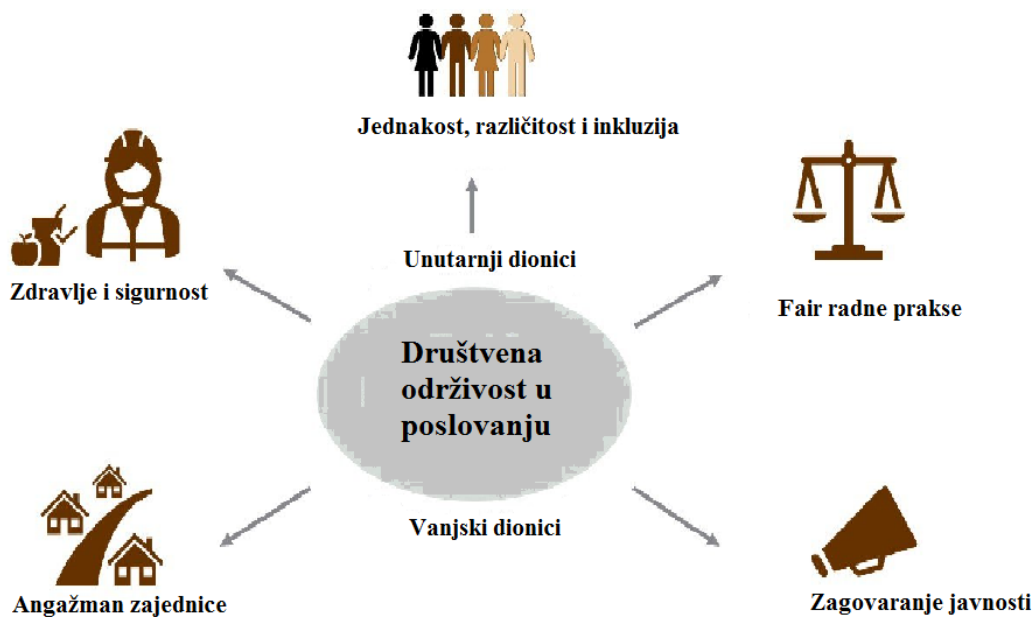 Jednakost, različitost i inkluzija
Unutarnji dionici
Zdravlje i sigurnost
Fair radne prakse
Društvena
održivost u
poslovanju
Vanjski dionici
Angažman zajednice
Zagovaranje javnosti